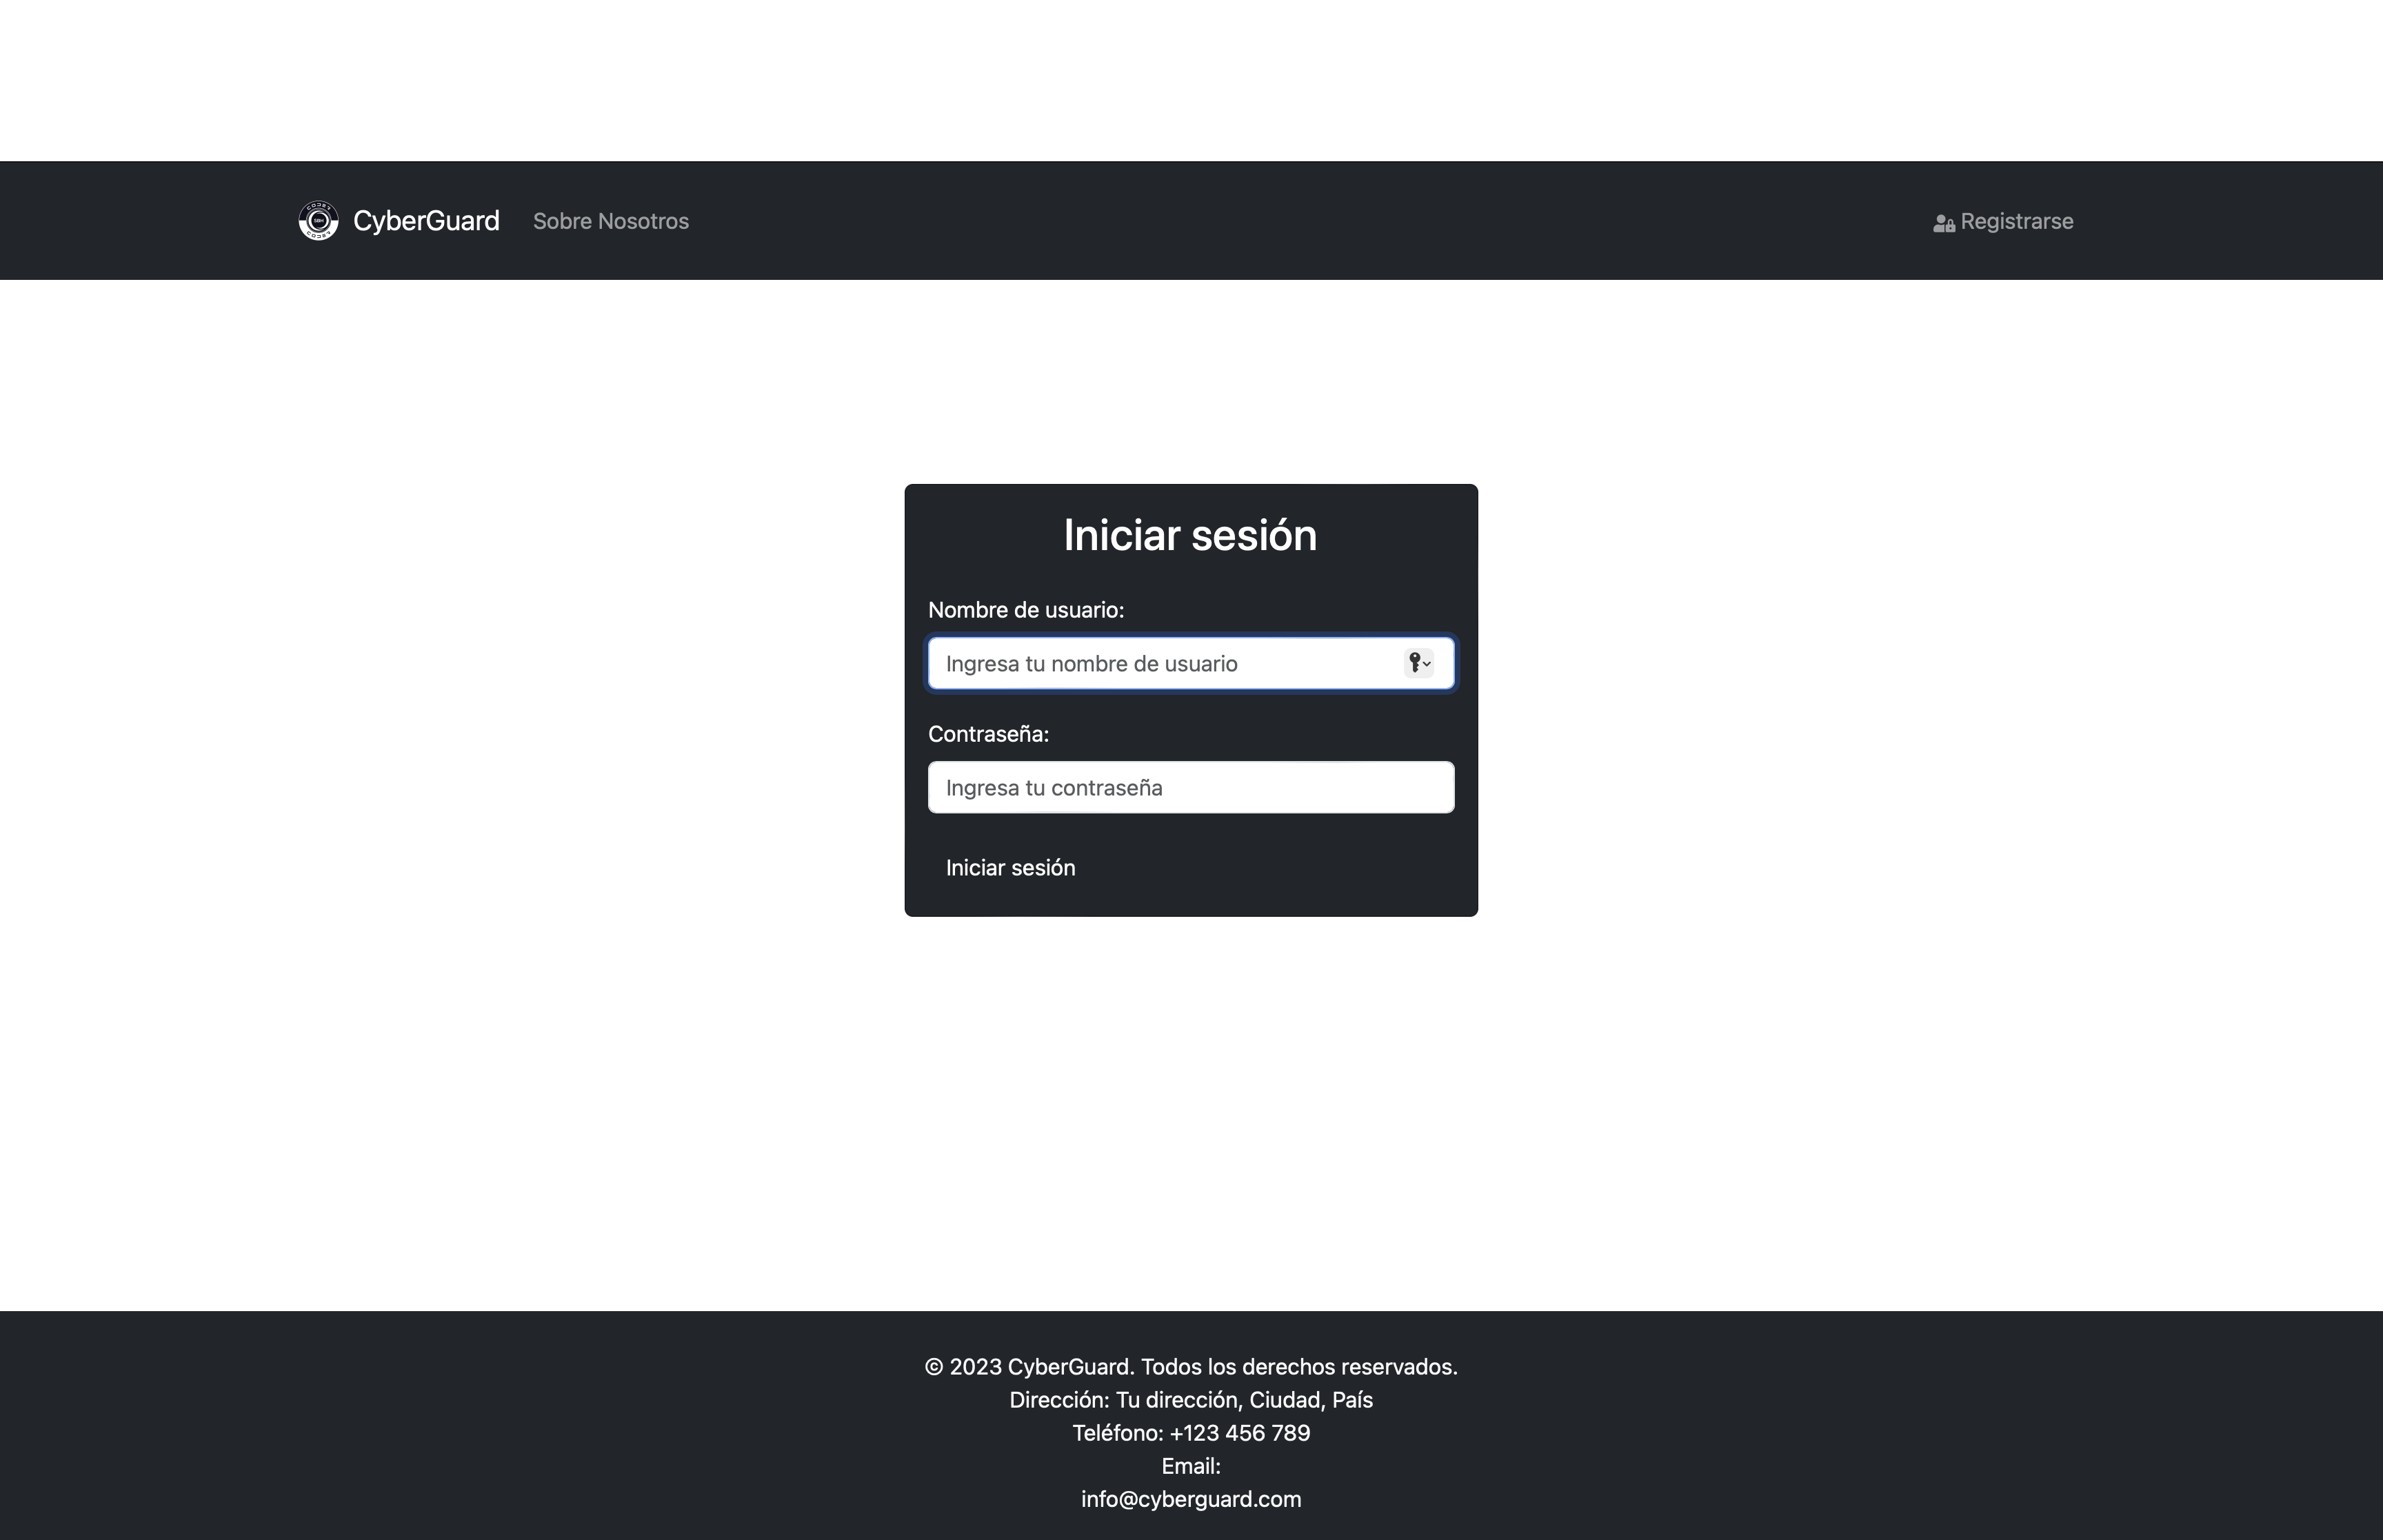 CyberGuard
Sobre Nosotros
Registrarse
Iniciar sesión
Nombre de usuario:
Ingresa tu nombre de usuario
Contraseña:
Ingresa tu contraseña
Iniciar sesión
© 2023 CyberGuard. Todos los derechos reservados.
Dirección: Tu dirección, Ciudad, País
Teléfono: +123 456 789
Email:
info@cyberguard.com